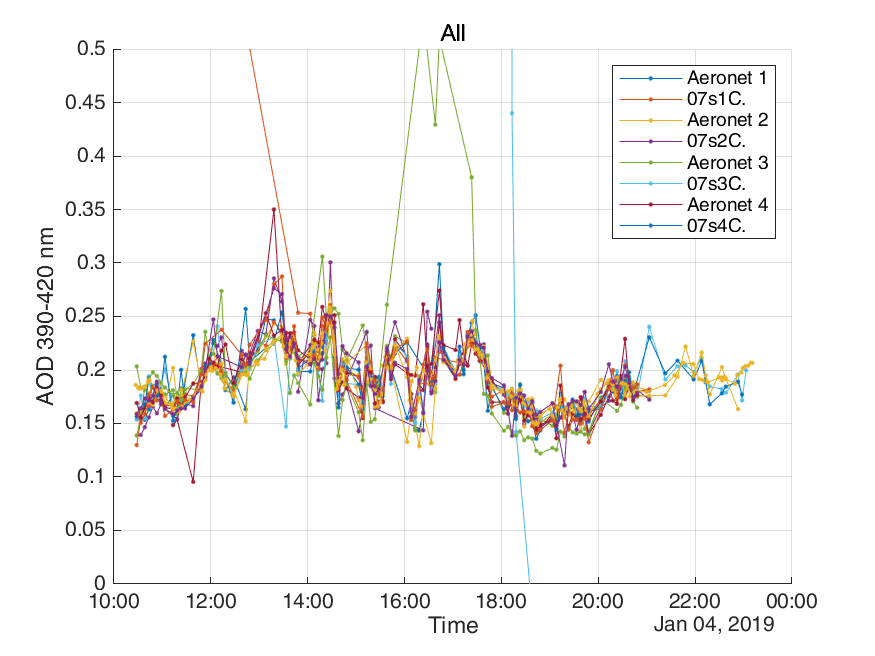 All
0.5
0.45
0.4
0.35
0.3
0.25
0.2
0.15
0.1
0.05
0
AOD 390-420 nm
Aeronet 1
07s1C.
Aeronet 2
07s2C.
Aeronet 3
07s3C.
Aeronet 4
07s4C.
10:00 12:00 14:00 16:00 18:00 20:00 22:00 00:00
Time
Jan 04, 2019